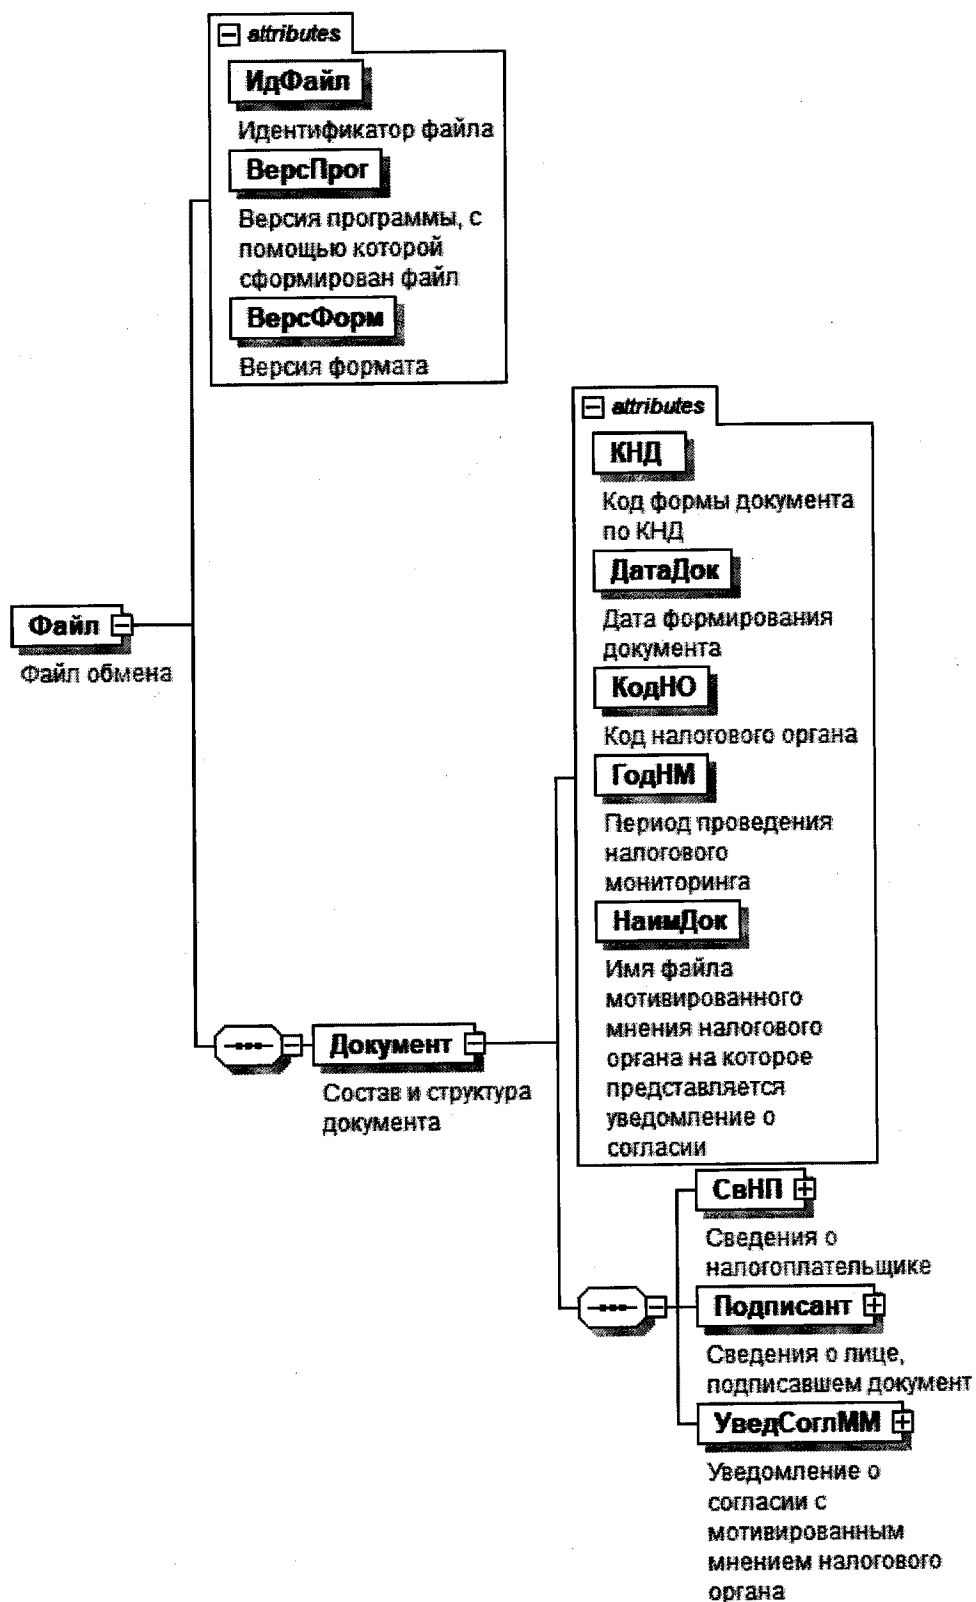 attributes
ИдФайл
Идентификатор файла
ВерсПрог
Версия программы, с
помощью которой
сформирован файл
ВерсФорм
Версия формата
Файл
Файл обмена
Документ
Состав и структура
документа
attributes
КНД
Код формы документа
по КНД
ДатаДок
Дата формирования
документа
КодНО
Код налогового органа
ГодНМ
Период проведения
налогового
мониторинга
НаимДок
Имя файла
мотивированного
мнения налогового
органа на которое
представляется
уведомление о
согласии
СвНП
Сведения о
налогоплательщике
Подписант
Сведения о лице,
подписавшем документ
УведСоглММ
Уведомление о
согласии с
мотивированным
мнением налогового
органа